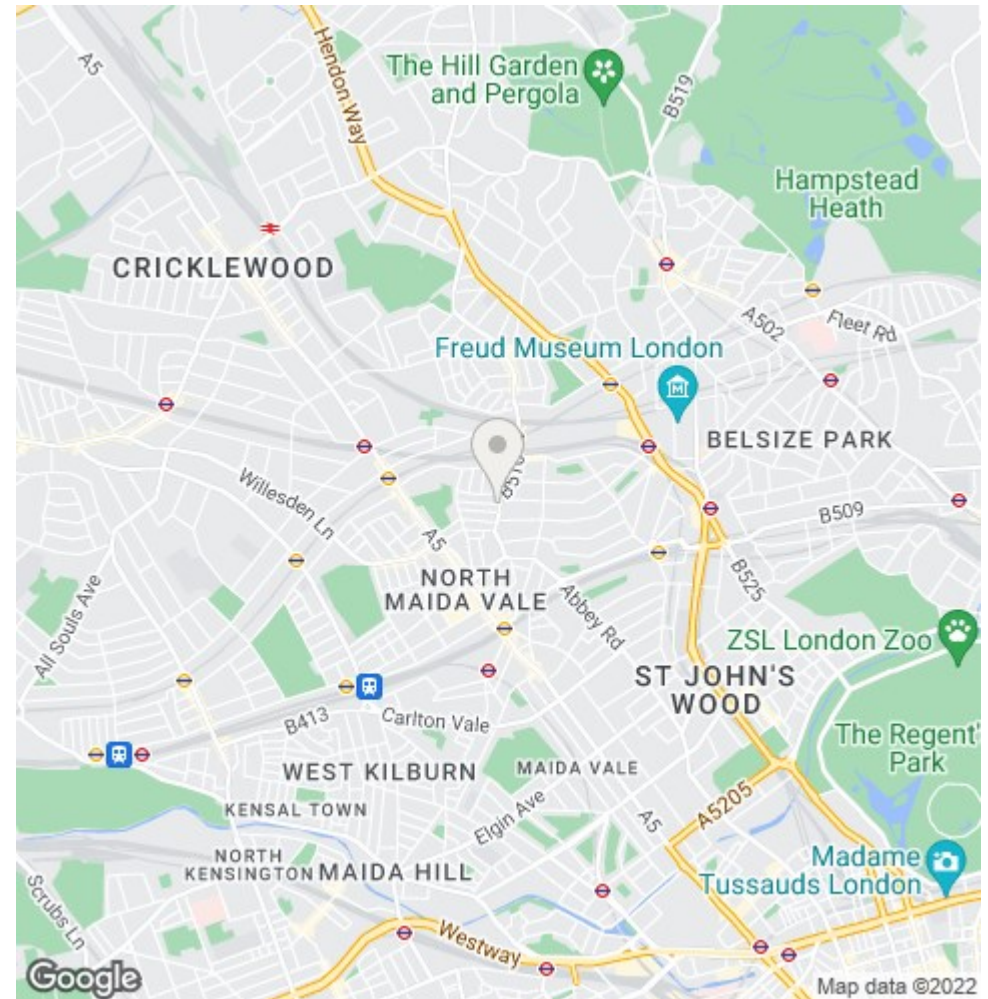 A5
Hendon Way
The Hill Garden
and Pergola
B519
Hampstead
Heath
CRICKLEWOOD
A502
Fleet Rd
Freud Museum London
BELSIZE PARK
Willesden Ln
B510
A5
B509
NORTH
MAIDA VALE
Abbey Rd
B525
All Souls Ave
ZSL London Zoo
ST JOHN'S
WOOD
B413
Carlton Vale
The Regent'
Park
WEST KILBURN
MAIDA VALE
KENSAL TOWN
Elgin Ave
A5
A5205
NORTH
KENSINGTON
MAIDA HILL
Madame
Tussauds London
Scrubs Ln
Westway
Google
Map data ©2022